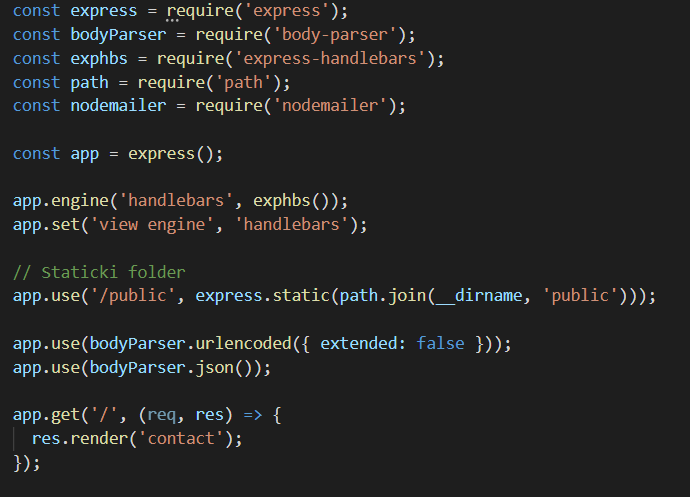 const express = require('express');
const bodyParser = require('body-parser');
const exphbs = require('express-handlebars');
const path = require('path');
const nodemailer = require('nodemailer');
const app = express();
app.engine('handlebars', exphbs());
app.set('view engine', 'handlebars');
// Staticki folder
app.use('/public', express.static(path.join(__dirname, 'public')));
app.use(bodyParser.urlencoded({ extended: false }));
app.use(bodyParser.json());
app.get('/', (req, res) => {
  res.render('contact');
});